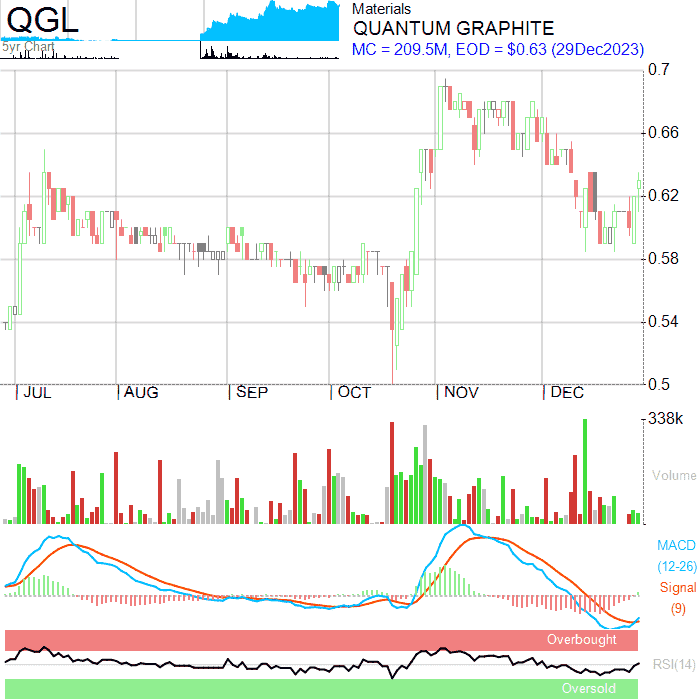 QGL
5yr Chart
Materials
QUANTUM GRAPHITE
MC = 209.5M, EOD = $0.63 (29Dec2023)
0.7
0.66
0.62
0.58
0.54
0.5
JUL AUG SEP OCT NOV DEC
338k
Volume
MACD
(12-26)
Signal
(9)
Overbought
RSI(14)
Oversold